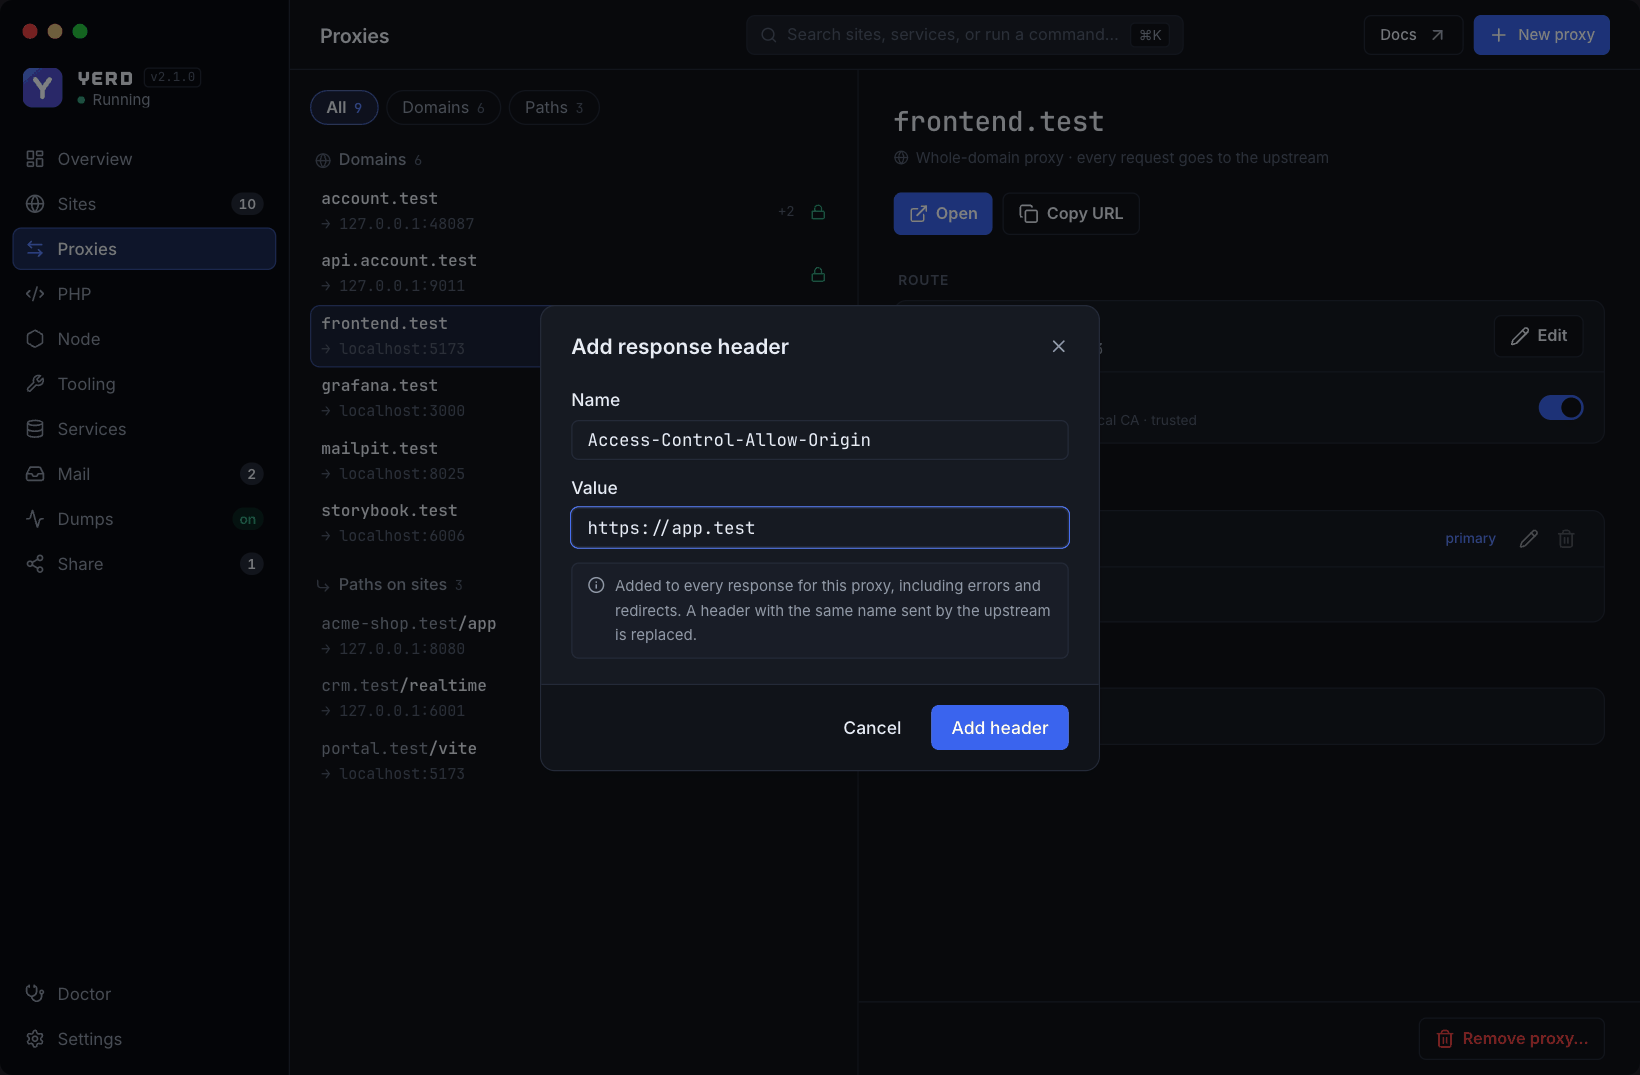 YERD v2.1.0
Running
Overview
Sites 10
Proxies
PHP
Node
Tooling
Services
Mail 2
Dumps on
Share 1
Doctor
Settings
Proxies
Search sites, services, or run a command... ⌘K
Docs
New proxy
All 9
Domains 6
Paths 3
Domains 6
account.test
→ 127.0.0.1:48087
+2
api.account.test
→ 127.0.0.1:9011
frontend.test
→ localhost:5173
grafana.test
→ localhost:3000
mailpit.test
→ localhost:8025
storybook.test
→ localhost:6006
Paths on sites 3
acme-shop.test/app
→ 127.0.0.1:8080
crm.test/realtime
→ 127.0.0.1:6001
portal.test/vite
→ localhost:5173
frontend.test
Whole-domain proxy · every request goes to the upstream
Open
Copy URL
ROUTE
Edit
CA · trusted
primary
Remove proxy...
Add response header
Name
Access-Control-Allow-Origin
Value
https://app.test
Added to every response for this proxy, including errors and
redirects. A header with the same name sent by the upstream
is replaced.
Cancel
Add header